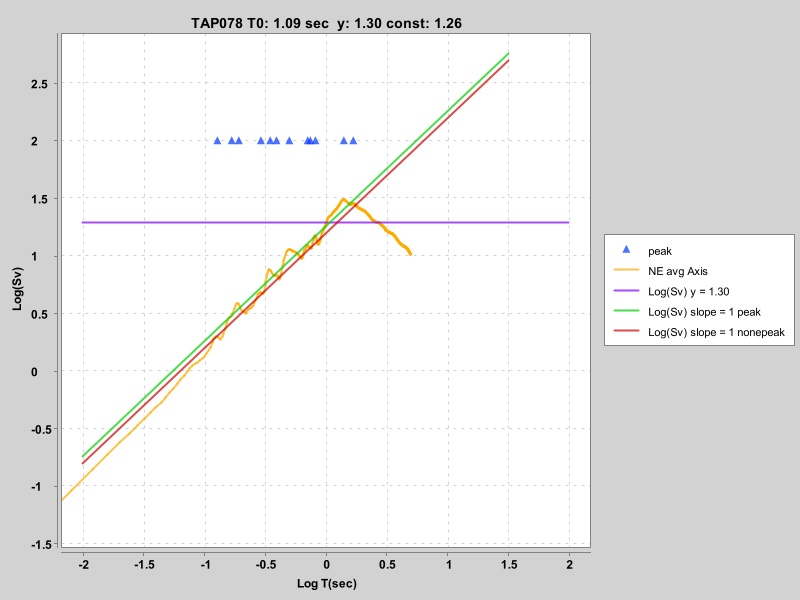 TAP078 T0: 1.09 sec  y: 1.30 const: 1.26
2.5
2
1.5
1
0.5
0
-0.5
-1
-1.5
Log(Sv)
-2
-1.5
-1
-0.5
0
0.5
1
1.5
2
Log T(sec)
peak
NE avg Axis
Log(Sv) y = 1.30
Log(Sv) slope = 1 peak
Log(Sv) slope = 1 nonepeak